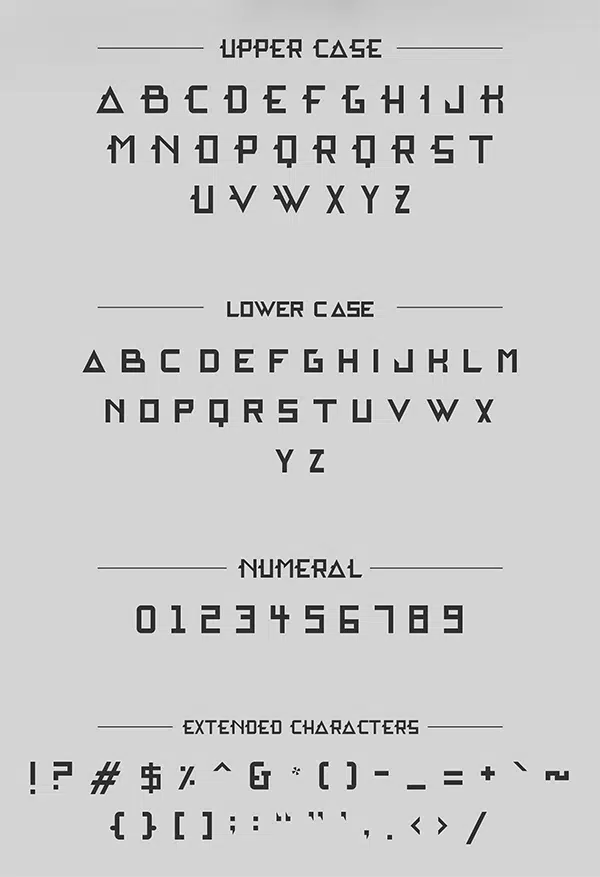 UPPER CASE
A B C D E F G H I J K
M N O P Q R Q R S T
U V W X Y Z
LOWER CASE
A B C D E F G H I J K L M
N O P Q R S T U V W X
Y Z
NUMERAL
0 1 2 3 4 5 6 7 8 9
EXTENDED CHARACTERS
! ? # $ % ^ & * ( ) - _ = + ` ~
{ } [ ] ; : “ ” ’ , . < > /